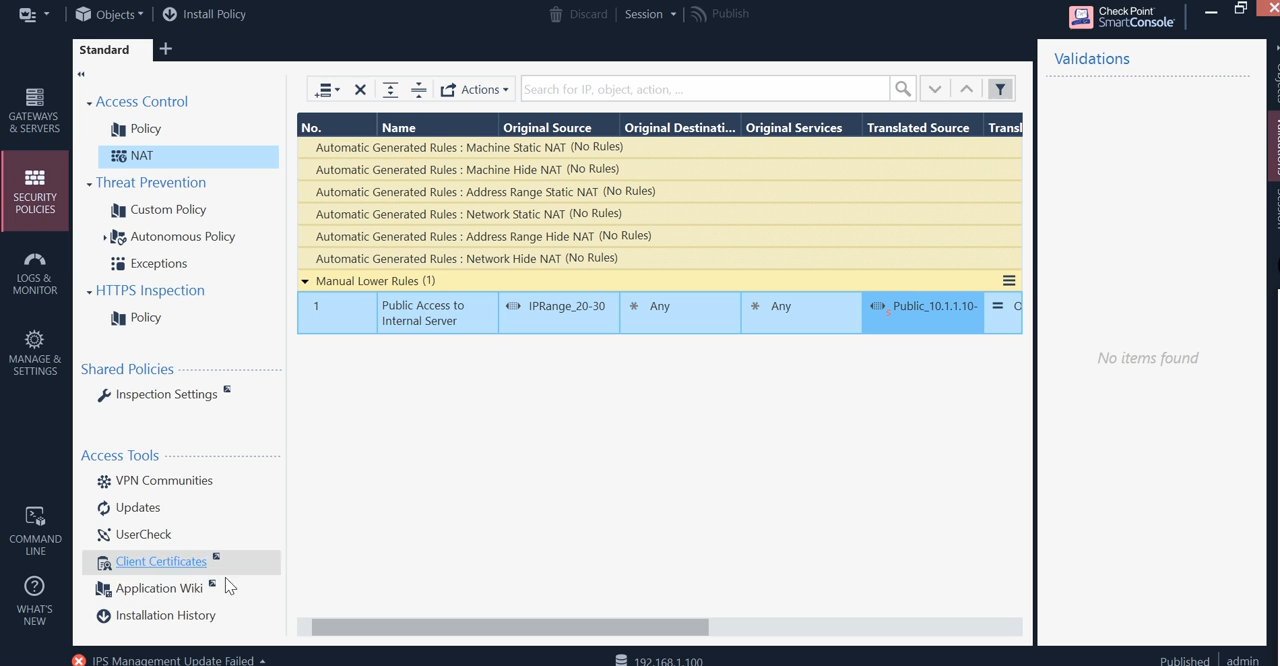 Objects
Install Policy
Discard
Session
Publish
Check Point
SmartConsole
Standard
GATEWAYS
& SERVERS
SECURITY
POLICIES
LOGS &
MONITOR
MANAGE &
SETTINGS
COMMAND
LINE
WHAT'S
NEW
Access Control
Policy
NAT
Threat Prevention
Custom Policy
Autonomous Policy
Exceptions
HTTPS Inspection
Policy
Shared Policies
Inspection Settings
Access Tools
VPN Communities
Updates
UserCheck
Client Certificates
Application Wiki
Installation History
Actions
Search for IP, object, action, ...
No. Name Original Source Original Destinati... Original Services Translated Source Transl
Automatic Generated Rules : Machine Static NAT (No Rules)
Automatic Generated Rules : Machine Hide NAT (No Rules)
Automatic Generated Rules : Address Range Static NAT (No Rules)
Automatic Generated Rules : Network Static NAT (No Rules)
Automatic Generated Rules : Address Range Hide NAT (No Rules)
Automatic Generated Rules : Network Hide NAT (No Rules)
Manual Lower Rules (1)
1 Public Access to IPRange_20-30 * Any * Any S Public_10.1.1.10- = O
Internal Server
Validations
No items found
IPS Management Update Failed
192.168.1.100
Published
admin